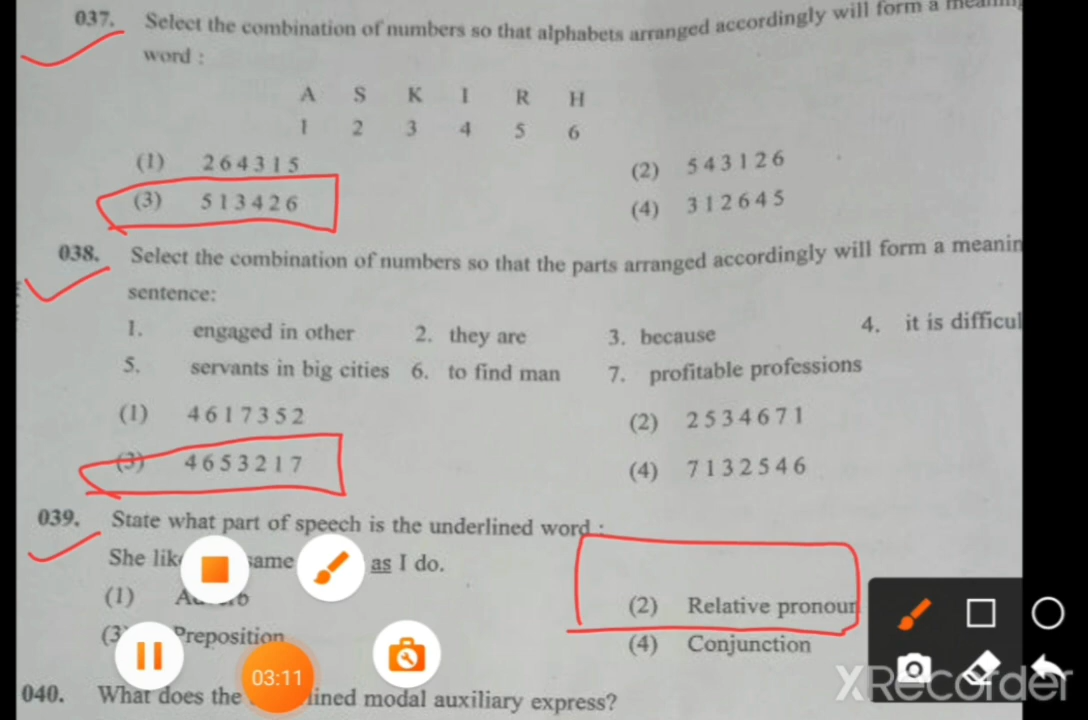 037. Select the combination of numbers so that alphabets arranged accordingly will form a
word :
A S K I R H
1 2 3 4 5 6
(1) 2 6 4 3 1 5 (2) 5 4 3 1 2 6
(3) 5 1 3 4 2 6 (4) 3 1 2 6 4 5
038. Select the combination of numbers so that the parts arranged accordingly will form a meanin
sentence:
1. engaged in other 2. they are 3. because 4. it is difficul
5. servants in big cities 6. to find man 7. profitable professions
(1) 4 6 1 7 3 5 2 (2) 2 5 3 4 6 7 1
(3) 4 6 5 3 2 1 7 (4) 7 1 3 2 5 4 6
039. State what part of speech is the underlined word :
She lik ame as I do.
(1) (2) Relative pronoun
(3) Preposition (4) Conjunction
03:11
XRecorder
040. What does the lined modal auxiliary express?